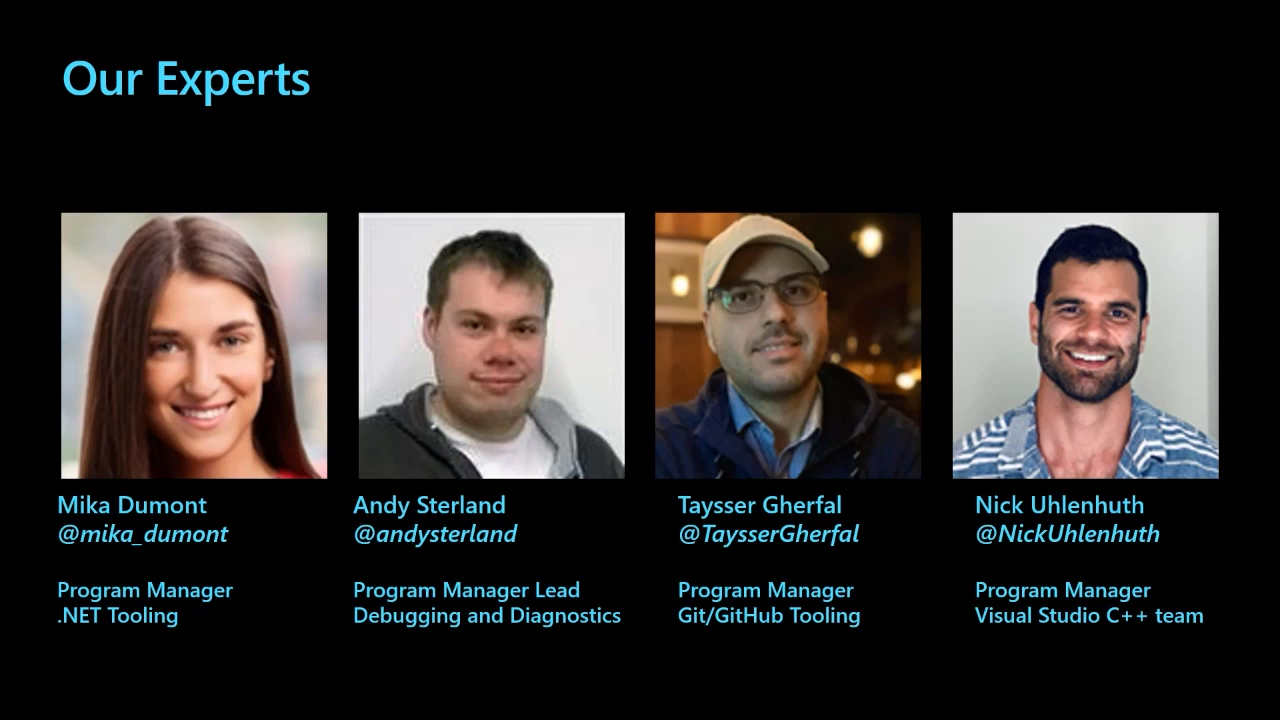 Our Experts
Mika Dumont
@mika_dumont
Program Manager
.NET Tooling
Andy Sterland
@andysterland
Program Manager Lead
Debugging and Diagnostics
Taysser Gherfal
@TaysserGherfal
Program Manager
Git/GitHub Tooling
Nick Uhlenhuth
@NickUhlenhuth
Program Manager
Visual Studio C++ team